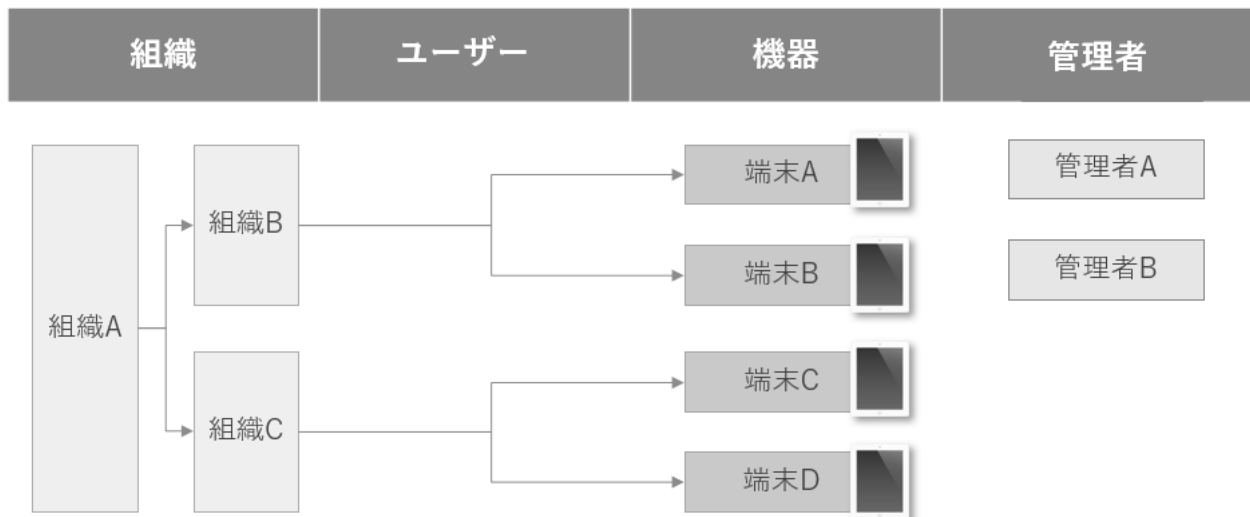 組織
ユーザー
機器
管理者
組織A
組織B
組織C
端末A
端末B
端末C
端末D
管理者A
管理者B